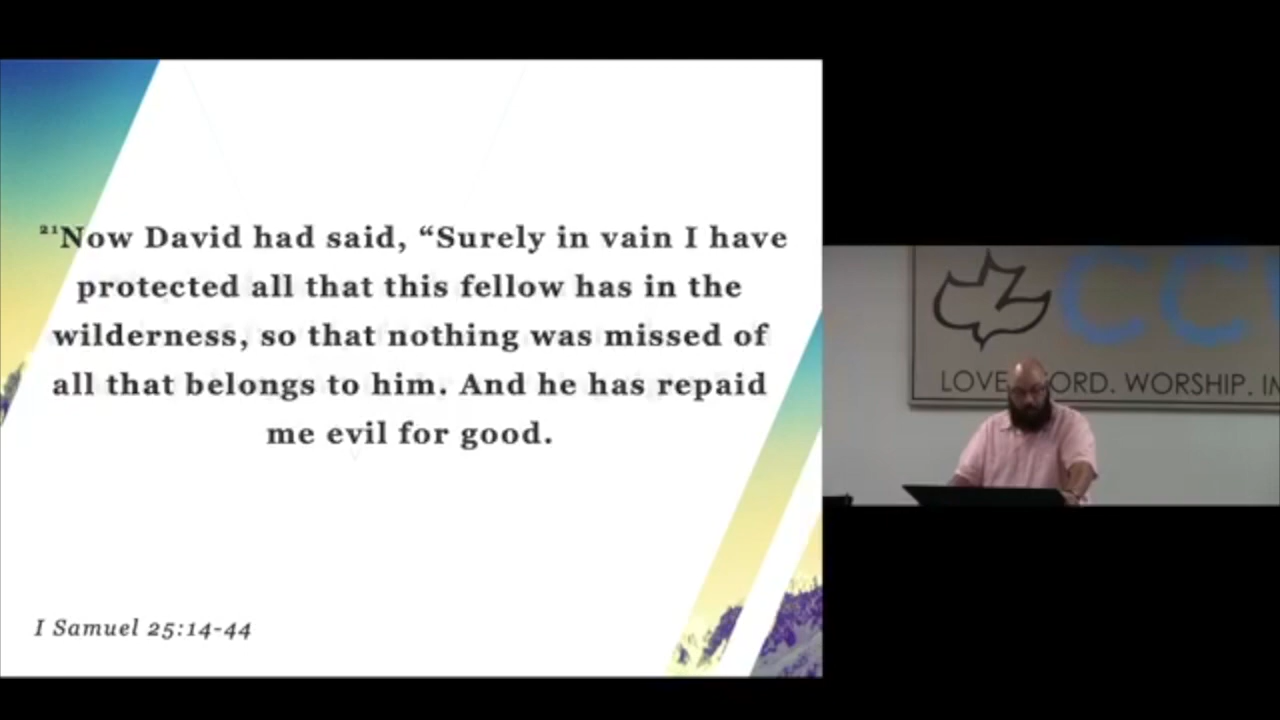 ²¹Now David had said, “Surely in vain I have
protected all that this fellow has in the
wilderness, so that nothing was missed of
all that belongs to him. And he has repaid
me evil for good.
I Samuel 25:14-44
CC
LOVE. WORSHIP.